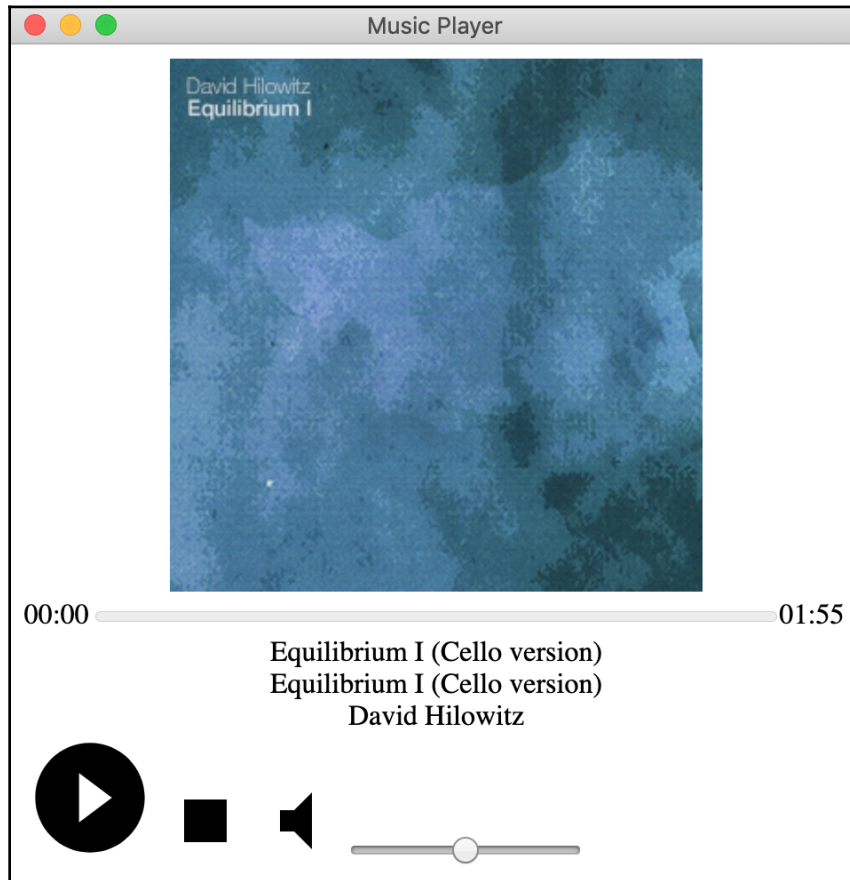 Music Player
David Hilowitz
Equilibrium I
00:00 01:55
Equilibrium I (Cello version)
Equilibrium I (Cello version)
David Hilowitz